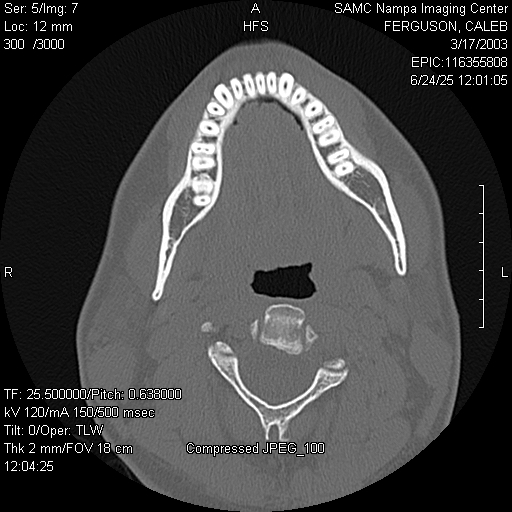 Ser: 5/Img: 7
Loc: 12 mm
300 /3000
A
HFS
SAMC Nampa Imaging Center
FERGUSON, CALEB
3/17/2003
EPIC:116355808
6/24/25 12:01:05
R
L
TF: 25.500000/Pitch: 0.638000
kV 120/mA 150/500 msec
Tilt: 0/Oper: TLW
Thk 2 mm/FOV 18 cm
12:04:25
Compressed JPEG_100